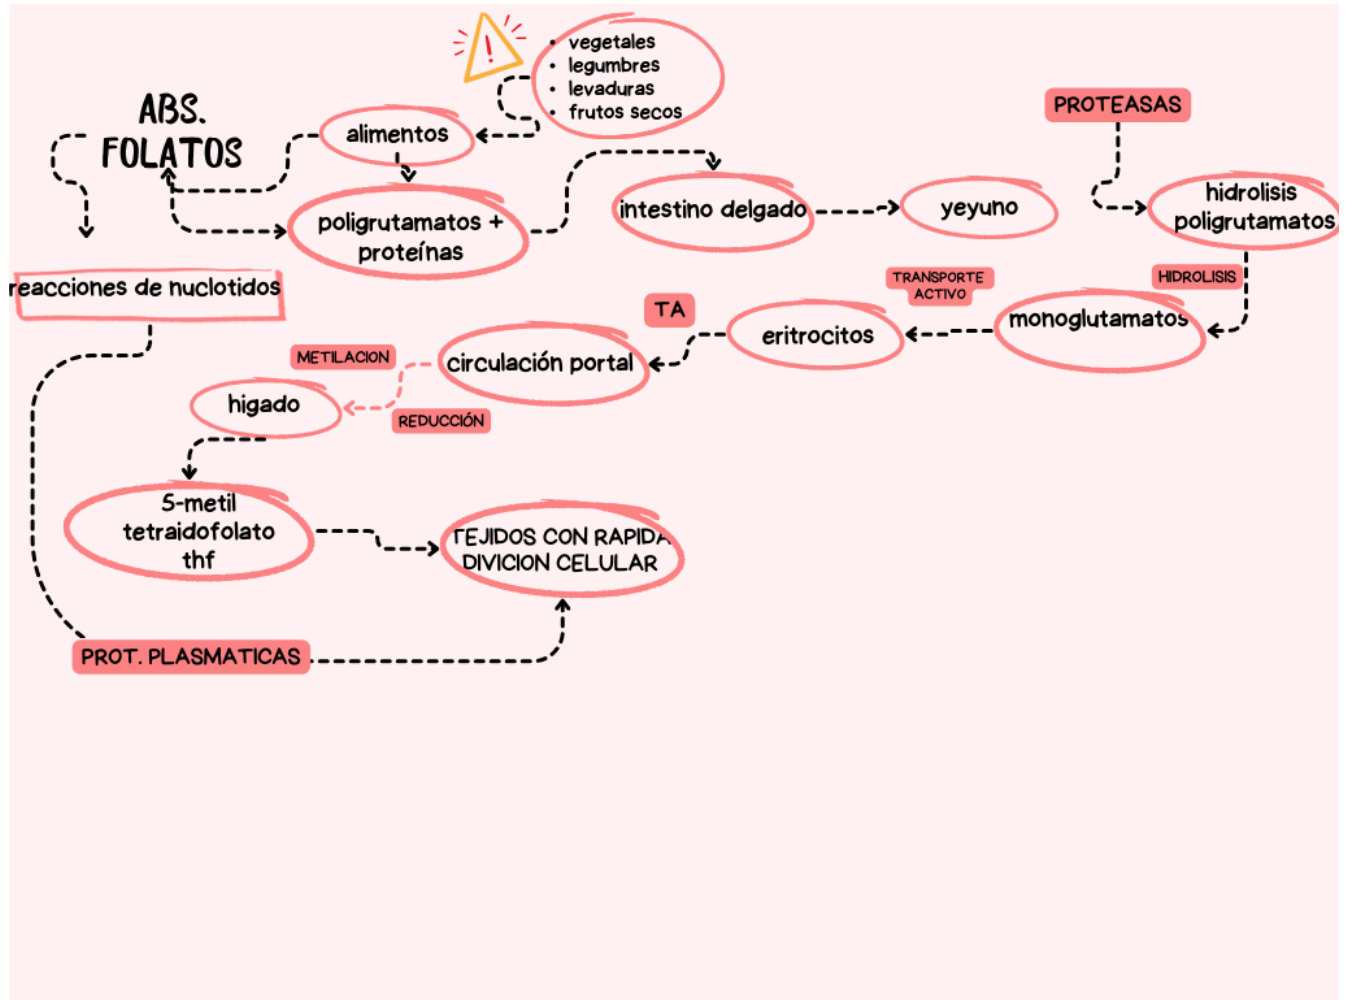 ABS.
FOLATOS
alimentos
• vegetales
• legumbres
• levaduras
• frutos secos
poligrutamatos +
proteínas
intestino delgado
yeyuno
PROTEASAS
hidrolisis
poligrutamatos
HIDROLISIS
monoglutamatos
TRANSPORTE
ACTIVO
eritrocitos
TA
circulación portal
METILACION
REDUCCIÓN
higado
5-metil
tetraidofolato
thf
TEJIDOS CON RAPIDA
DIVICION CELULAR
reacciones de nuclotidos
PROT. PLASMATICAS